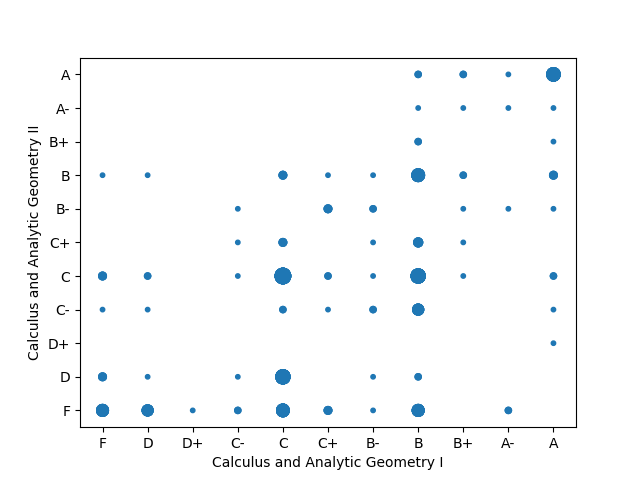 Calculus and Analytic Geometry II
A
A-
B+
B
B-
C+
C
C-
D+
D
F
F D D+ C- C C+ B- B B+ A- A
Calculus and Analytic Geometry I